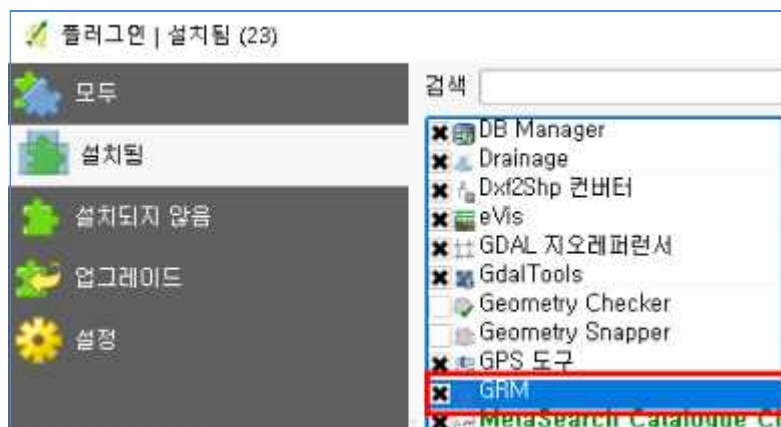 플러그인 | 설치됨 (23)
모두
설치됨
설치되지 않음
업그레이드
설정
검색
DB Manager
Drainage
Dxf2Shp 컨버터
eVis
GDAL 지오레퍼런서
GdalTools
Geometry Checker
Geometry Snapper
GPS 도구
GRM
MetaSearch Catalogue C